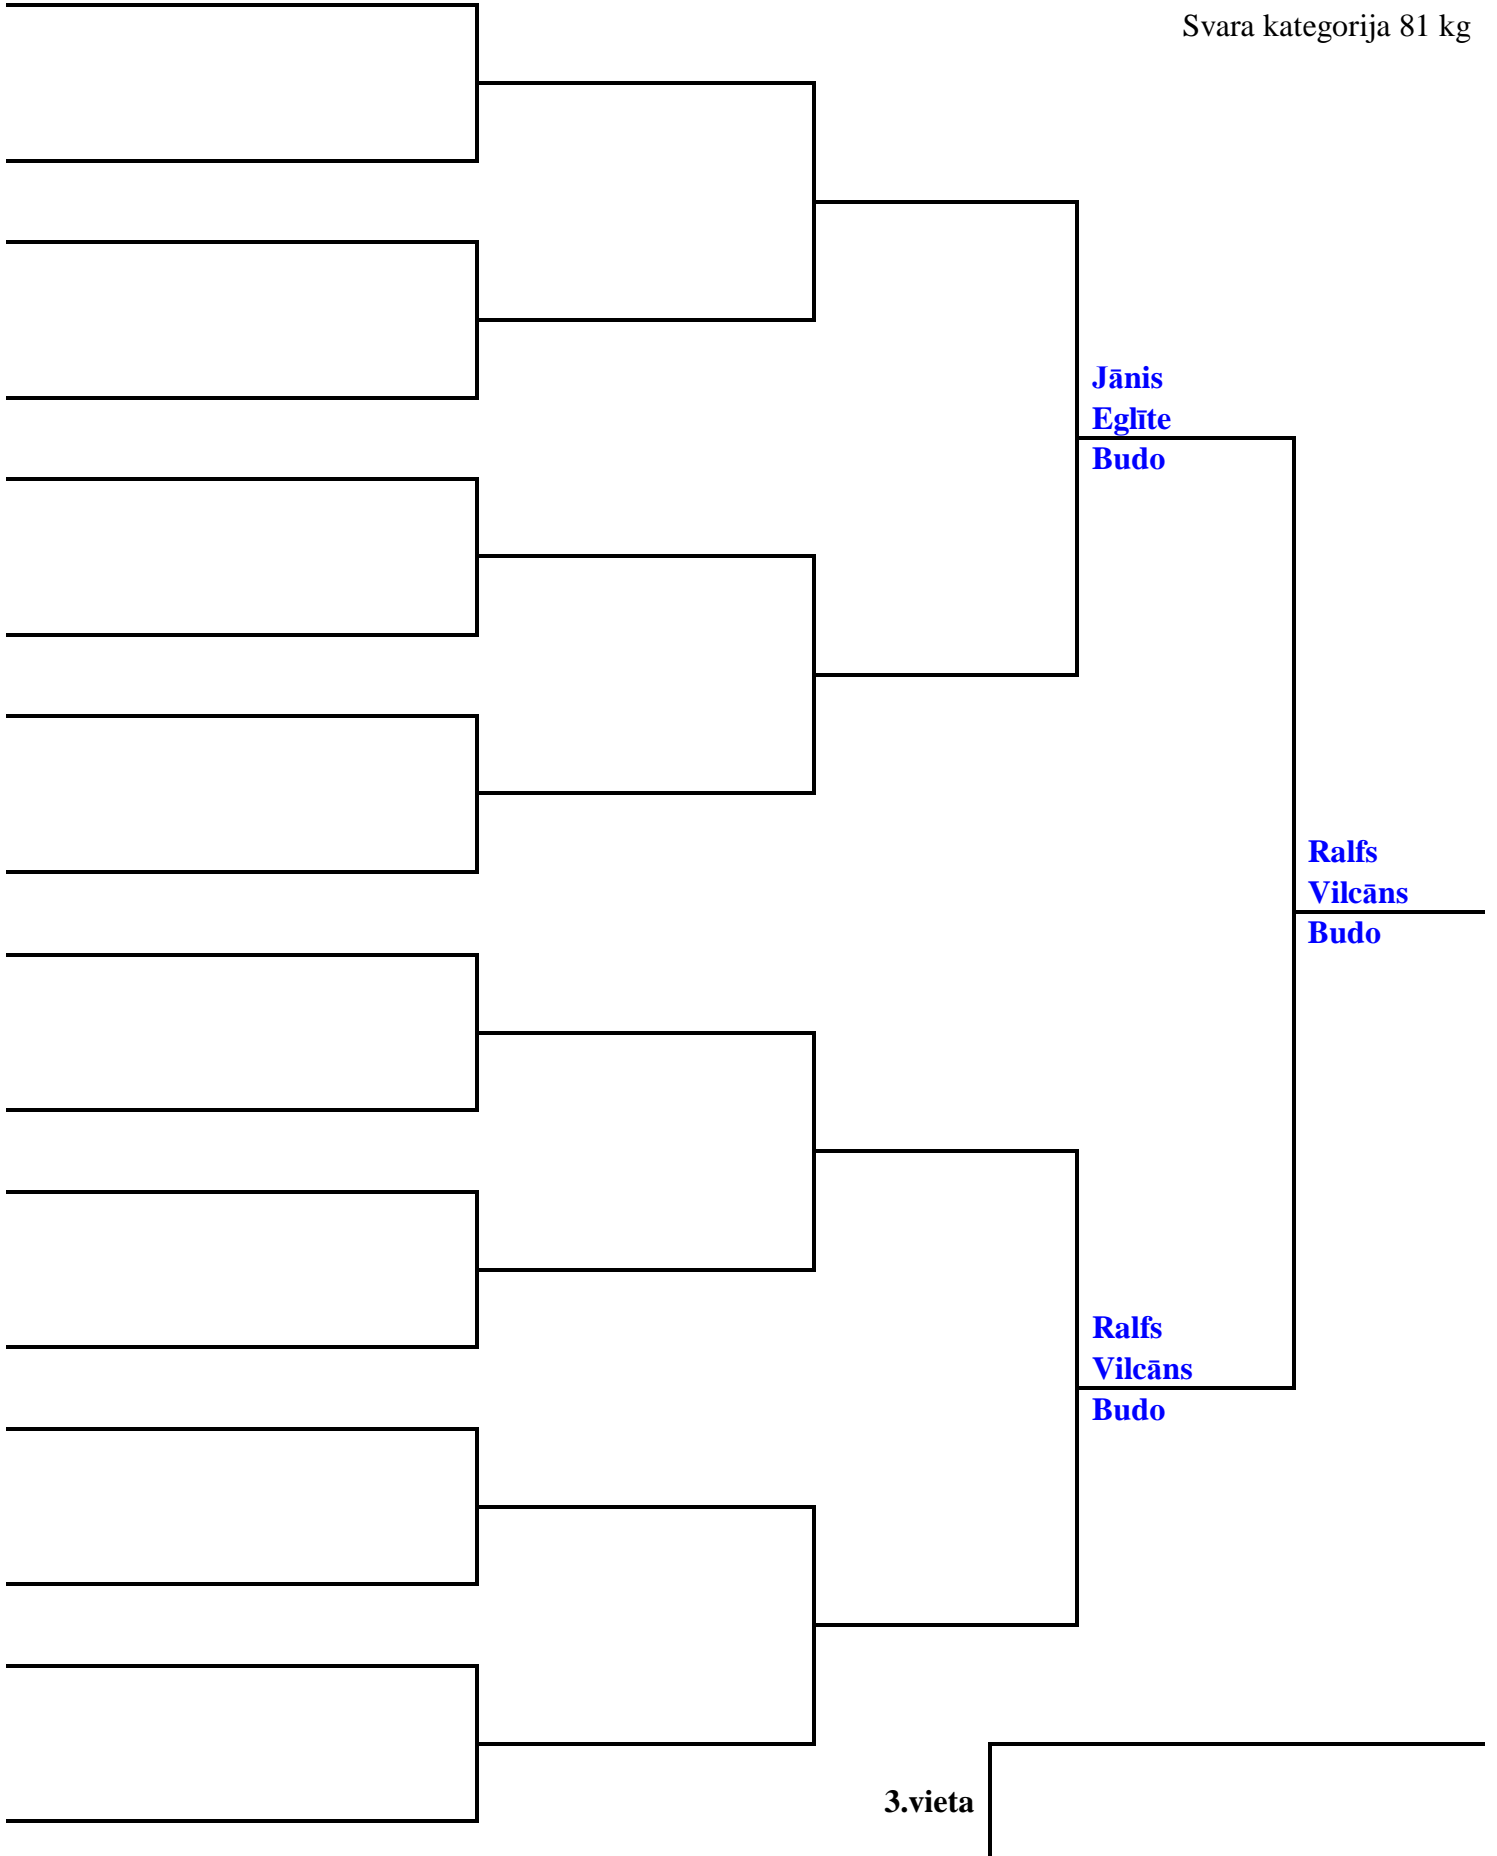 Svara kategorija 81 kg
Jānis
Eglīte
Budo
Ralfs
Vilcāns
Budo
Ralfs
Vilcāns
Budo
3.vieta